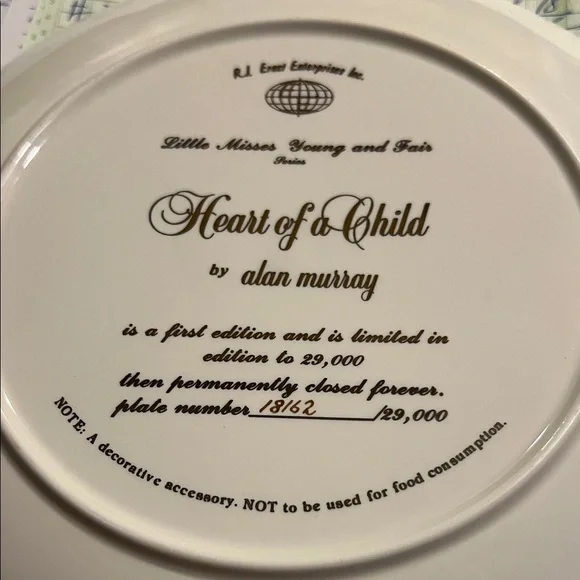 R.J. Ernst Enterprises Inc.
Little Misses Young and Fair
Series
Heart of a Child
by alan murray
is a first edition and is limited in
edition to 29,000
then permanently closed forever.
plate number 18162 /29,000
NOTE: A decorative accessory. NOT to be used for food consumption.